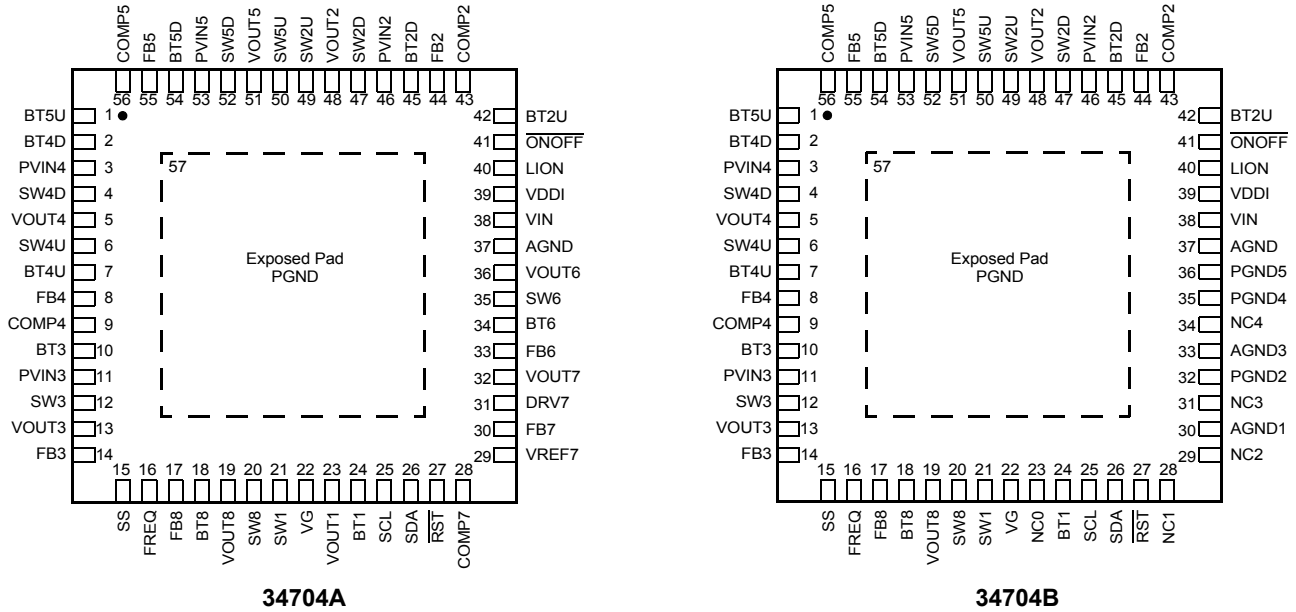 COMP5
FB5
BT5D
PVIN5
SW5D
VOUT5
SW5U
SW2U
VOUT2
SW2D
PVIN2
BT2D
FB2
COMP2
56 55 54 53 52 51 50 49 48 47 46 45 44 43
BT5U 1
BT4D 2
PVIN4 3
SW4D 4
VOUT4 5
SW4U 6
BT4U 7
FB4 8
COMP4 9
BT3 10
PVIN3 11
SW3 12
VOUT3 13
FB3 14
57
Exposed Pad
PGND
42 BT2U
41 ONOFF
40 LION
39 VDDI
38 VIN
37 AGND
36 VOUT6
35 SW6
34 BT6
33 FB6
32 VOUT7
31 DRV7
30 FB7
29 VREF7
15 16 17 18 19 20 21 22 23 24 25 26 27 28
SS
FREQ
FB8
BT8
VOUT8
SW8
SW1
VG
VOUT1
BT1
SCL
SDA
RST
COMP7
34704A
COMP5
FB5
BT5D
PVIN5
SW5D
VOUT5
SW5U
SW2U
VOUT2
SW2D
PVIN2
BT2D
FB2
COMP2
56 55 54 53 52 51 50 49 48 47 46 45 44 43
BT5U 1
BT4D 2
PVIN4 3
SW4D 4
VOUT4 5
SW4U 6
BT4U 7
FB4 8
COMP4 9
BT3 10
PVIN3 11
SW3 12
VOUT3 13
FB3 14
57
Exposed Pad
PGND
42 BT2U
41 ONOFF
40 LION
39 VDDI
38 VIN
37 AGND
36 PGND5
35 PGND4
34 NC4
33 AGND3
32 PGND2
31 NC3
30 AGND1
29 NC2
15 16 17 18 19 20 21 22 23 24 25 26 27 28
SS
FREQ
FB8
BT8
VOUT8
SW8
SW1
VG
NC0
BT1
SCL
SDA
RST
NC1
34704B